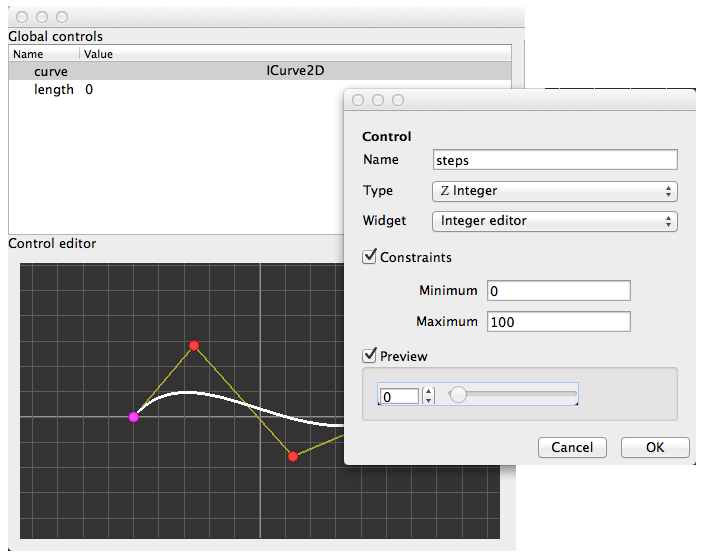 Global controls
Name Value
curve ICurve2D
length 0
Control editor
Control
Name steps
Type Z Integer
Widget Integer editor
Constraints
Minimum 0
Maximum 100
Preview
0
Cancel OK